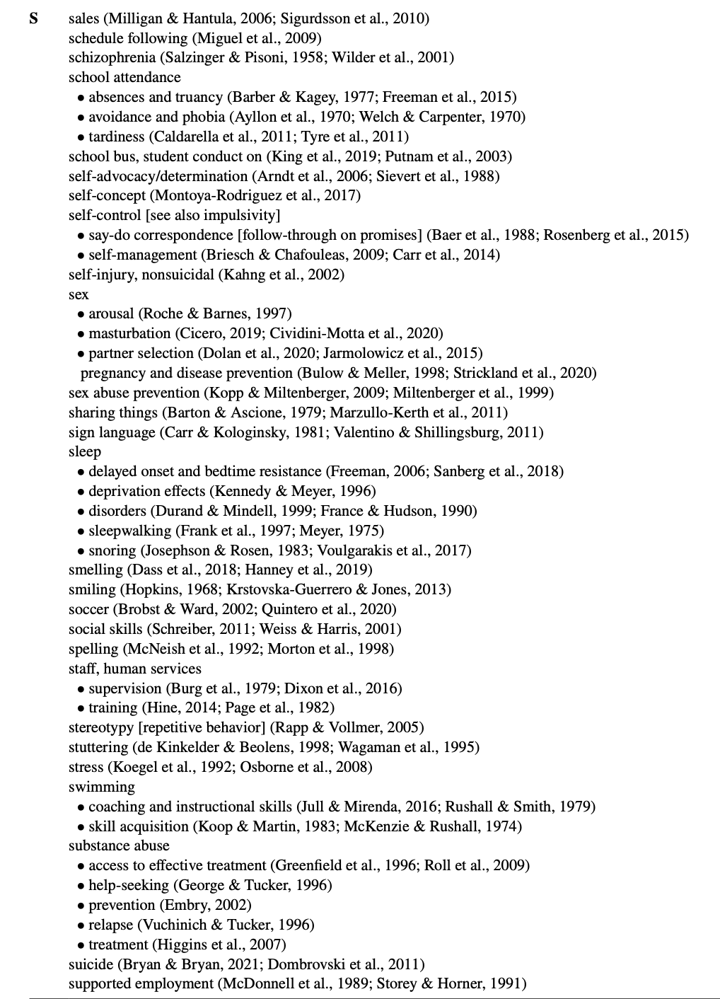 S sales (Milligan & Hantula, 2006; Sigurdsson et al., 2010)
schedule following (Miguel et al., 2009)
schizophrenia (Salzinger & Pisoni, 1958; Wilder et al., 2001)
school attendance
• absences and truancy (Barber & Kagey, 1977; Freeman et al., 2015)
• avoidance and phobia (Ayllon et al., 1970; Welch & Carpenter, 1970)
• tardiness (Caldarella et al., 2011; Tyre et al., 2011)
school bus, student conduct on (King et al., 2019; Putnam et al., 2003)
self-advocacy/determination (Arndt et al., 2006; Sievert et al., 1988)
self-concept (Montoya-Rodriguez et al., 2017)
self-control [see also impulsivity]
• say-do correspondence [follow-through on promises] (Baer et al., 1988; Rosenberg et al., 2015)
• self-management (Briesch & Chafouleas, 2009; Carr et al., 2014)
self-injury, nonsuicidal (Kahng et al., 2002)
sex
• arousal (Roche & Barnes, 1997)
• masturbation (Cicero, 2019; Cividini-Motta et al., 2020)
• partner selection (Dolan et al., 2020; Jarmolowicz et al., 2015)
pregnancy and disease prevention (Bulow & Meller, 1998; Strickland et al., 2020)
sex abuse prevention (Kopp & Miltenberger, 2009; Miltenberger et al., 1999)
sharing things (Barton & Ascione, 1979; Marzullo-Kerth et al., 2011)
sign language (Carr & Kologinsky, 1981; Valentino & Shillingsburg, 2011)
sleep
• delayed onset and bedtime resistance (Freeman, 2006; Sanberg et al., 2018)
• deprivation effects (Kennedy & Meyer, 1996)
• disorders (Durand & Mindell, 1999; France & Hudson, 1990)
• sleepwalking (Frank et al., 1997; Meyer, 1975)
• snoring (Josephson & Rosen, 1983; Voulgarakis et al., 2017)
smelling (Dass et al., 2018; Hanney et al., 2019)
smiling (Hopkins, 1968; Krstovska-Guerrero & Jones, 2013)
soccer (Brobst & Ward, 2002; Quintero et al., 2020)
social skills (Schreiber, 2011; Weiss & Harris, 2001)
spelling (McNeish et al., 1992; Morton et al., 1998)
staff, human services
• supervision (Burg et al., 1979; Dixon et al., 2016)
• training (Hine, 2014; Page et al., 1982)
stereotypy [repetitive behavior] (Rapp & Vollmer, 2005)
stuttering (de Kinkelder & Beolens, 1998; Wagaman et al., 1995)
stress (Koegel et al., 1992; Osborne et al., 2008)
swimming
• coaching and instructional skills (Jull & Mirenda, 2016; Rushall & Smith, 1979)
• skill acquisition (Koop & Martin, 1983; McKenzie & Rushall, 1974)
substance abuse
• access to effective treatment (Greenfield et al., 1996; Roll et al., 2009)
• help-seeking (George & Tucker, 1996)
• prevention (Embry, 2002)
• relapse (Vuchinich & Tucker, 1996)
• treatment (Higgins et al., 2007)
suicide (Bryan & Bryan, 2021; Dombrovski et al., 2011)
supported employment (McDonnell et al., 1989; Storey & Horner, 1991)